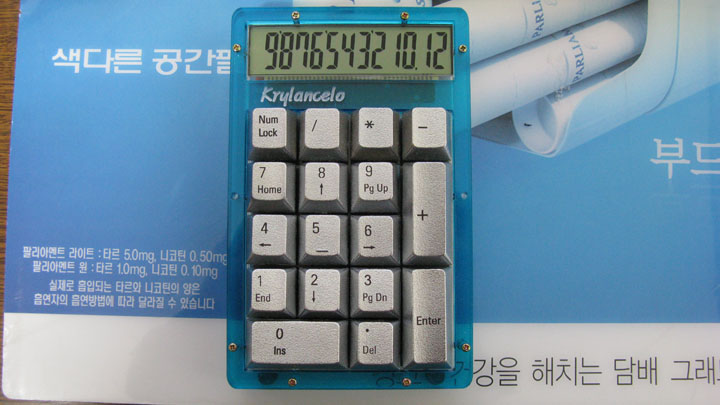 9876543210.12
Krylancelo
Num Lock
/
*
-
7 Home
8 ↑
9 Pg Up
+
4 ←
5
6 →
1 End
2 ↓
3 Pg Dn
Enter
0 Ins
. Del
색다른 공간필
PARLIAMENT
부드
팔리아멘트 라이트 : 타르 5.0mg, 니코틴 0.50mg
팔리아멘트 원 : 타르 1.0mg, 니코틴 0.10mg
실제로 흡입되는 타르와 니코틴의 양은
흡연자의 흡연방법에 따라 달라질 수 있습니다
건강을 해치는 담배 그래